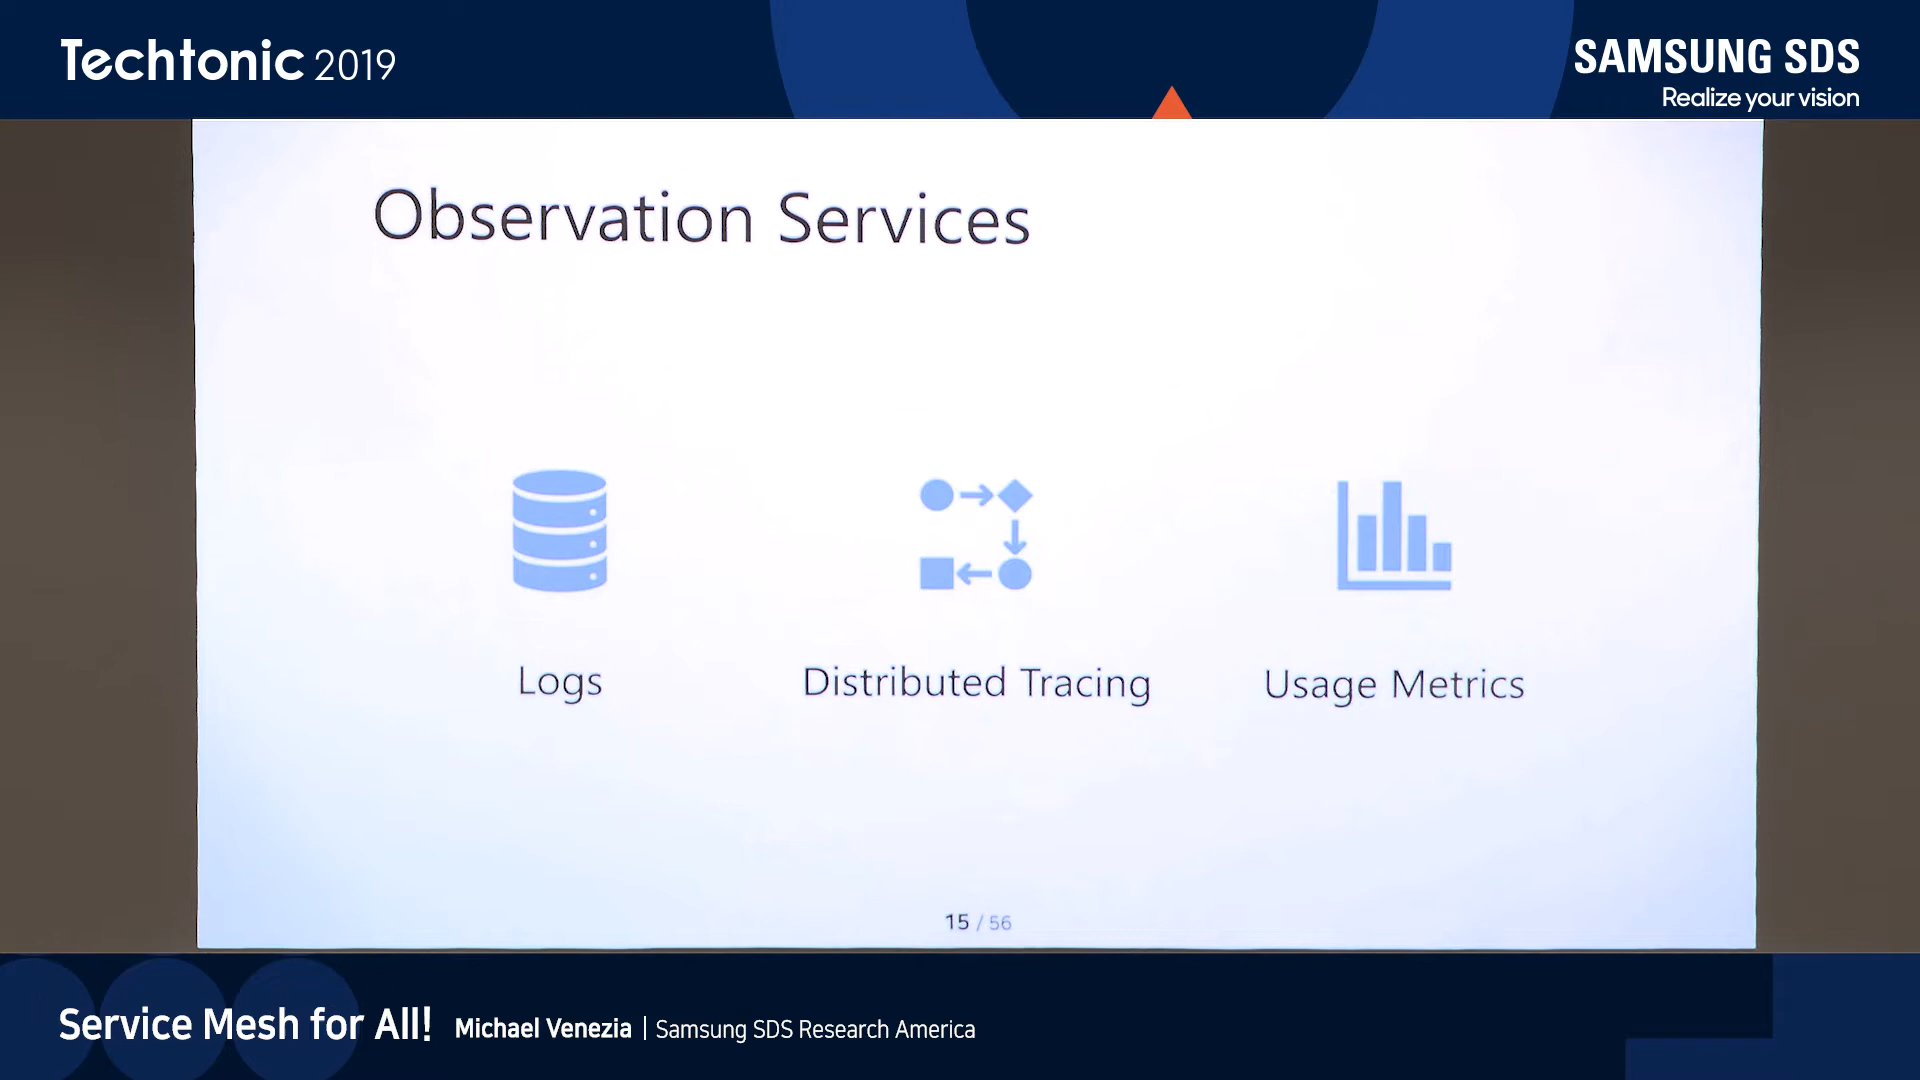 Techtonic 2019
SAMSUNG SDS
Realize your vision
Observation Services
Logs
Distributed Tracing
Usage Metrics
15 / 56
Service Mesh for All! Michael Venezia | Samsung SDS Research America